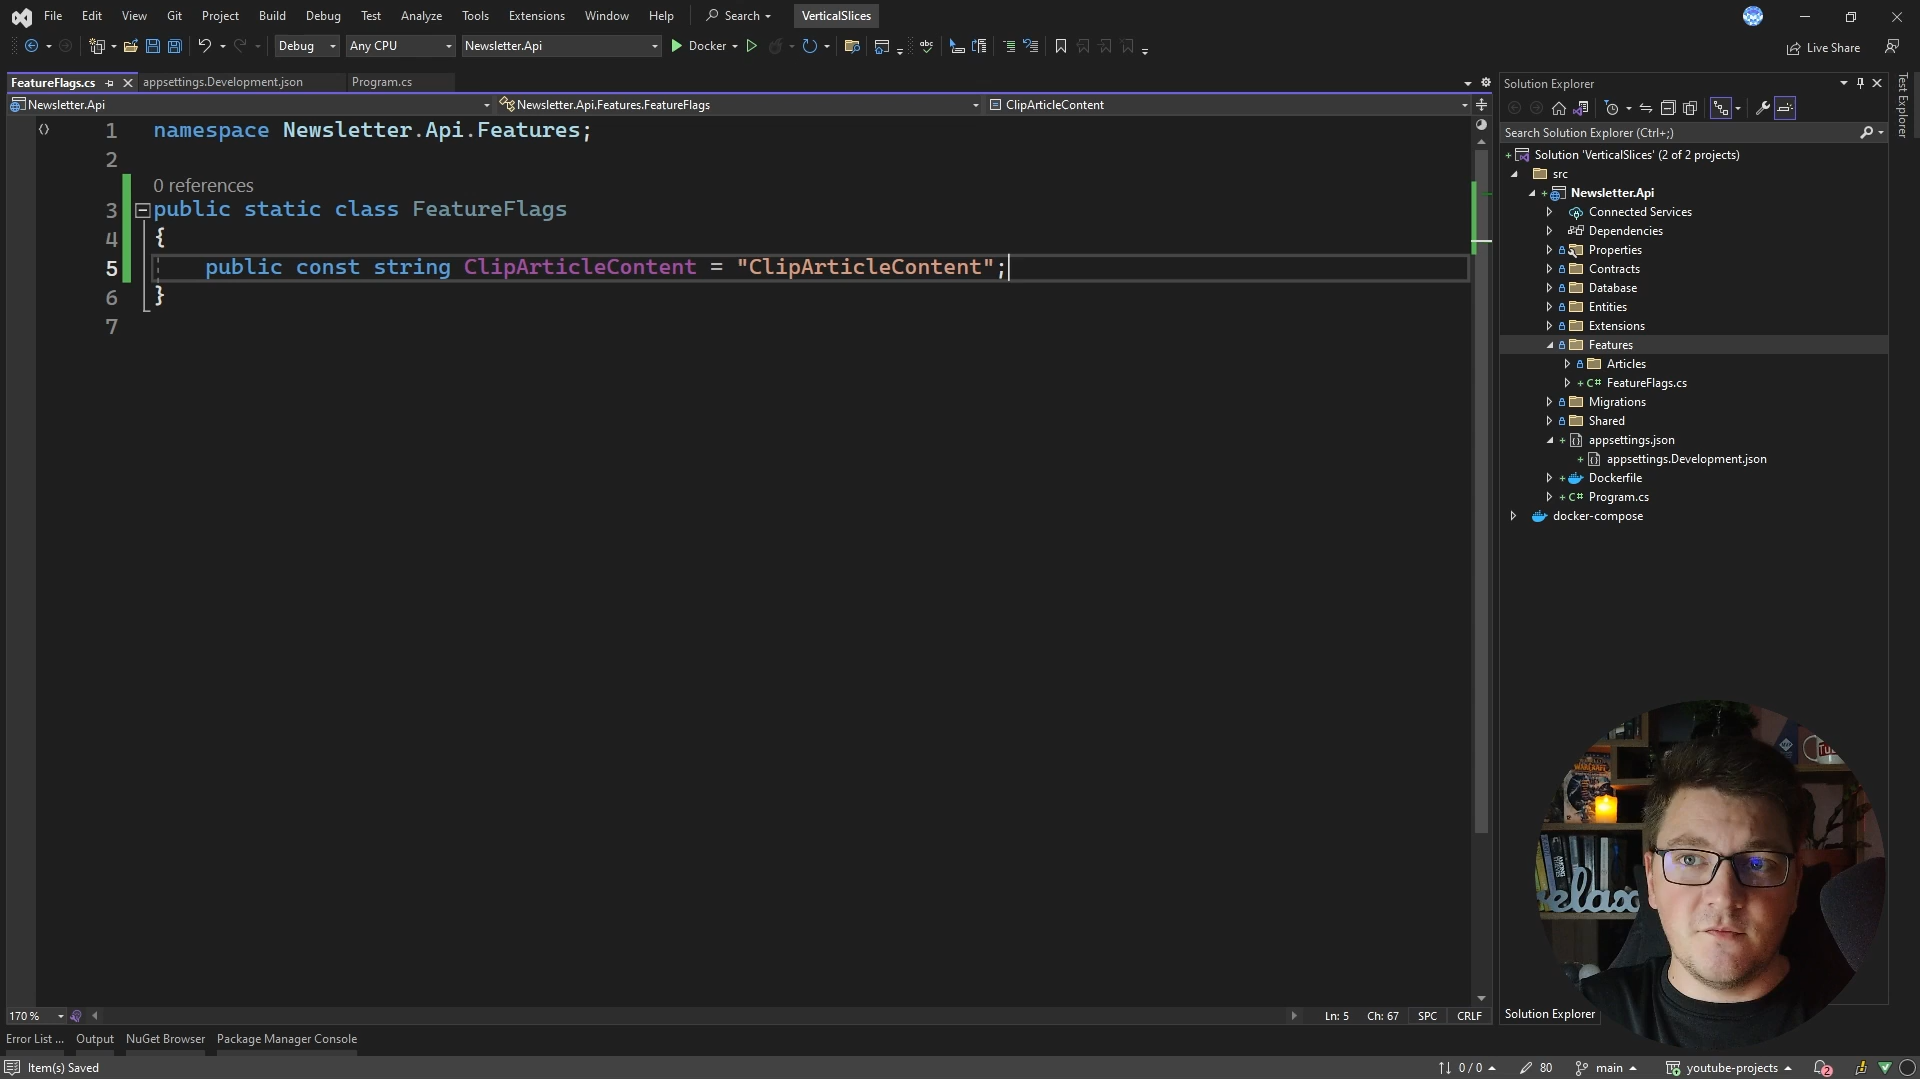 File Edit View Git Project Build Debug Test Analyze Tools Extensions Window Help Search VerticalSlices
Debug Any CPU Newsletter.Api Docker Live Share
FeatureFlags.cs appsettings.Development.json Program.cs
Newsletter.Api Newsletter.Api.Features.FeatureFlags ClipArticleContent
1 namespace Newsletter.Api.Features;
2
0 references
3 public static class FeatureFlags
4 {
5 public const string ClipArticleContent = "ClipArticleContent";
6 }
7
170 % Ln: 5 Ch: 67 SPC CRLF
Solution Explorer
Search Solution Explorer (Ctrl+;)
Solution 'VerticalSlices' (2 of 2 projects)
src
Newsletter.Api
Connected Services
Dependencies
Properties
Contracts
Database
Entities
Extensions
Features
Articles
C# FeatureFlags.cs
Migrations
Shared
appsettings.json
appsettings.Development.json
Dockerfile
C# Program.cs
docker-compose
Test Explorer
relax
Solution Explorer
Error List ... Output NuGet Browser Package Manager Console
Item(s) Saved 0 / 0 80 main youtube-projects 2